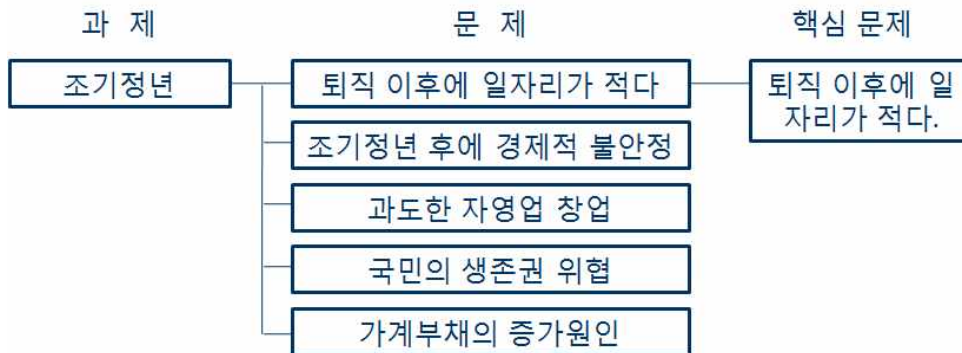 과 제
문 제
핵심 문제
조기정년
퇴직 이후에 일자리가 적다
퇴직 이후에 일
자리가 적다.
조기정년 후에 경제적 불안정
과도한 자영업 창업
국민의 생존권 위협
가계부채의 증가원인